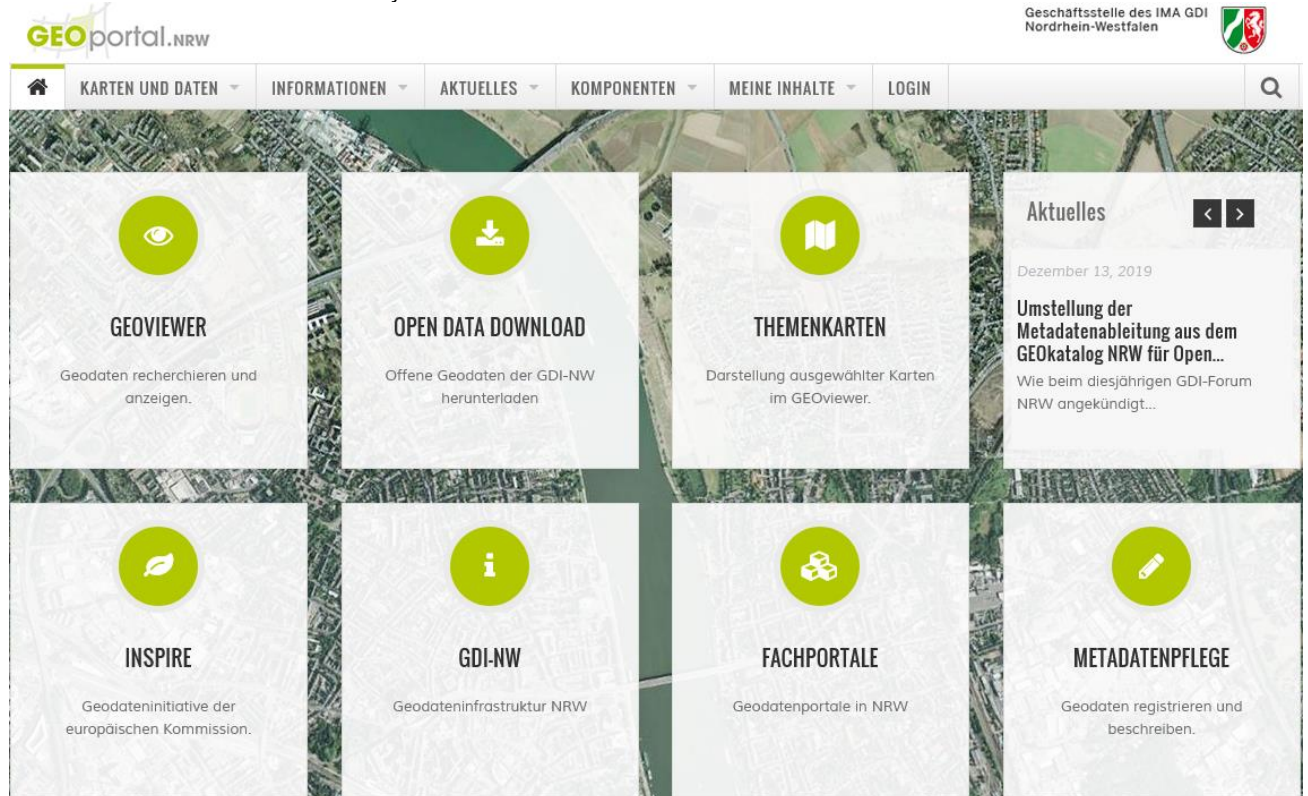 GEOportal.NRW
Geschäftsstelle des IMA GDI
Nordrhein-Westfalen
KARTEN UND DATEN INFORMATIONEN AKTUELLES KOMPONENTEN MEINE INHALTE LOGIN
GEOVIEWER
Geodaten recherchieren und
anzeigen.
OPEN DATA DOWNLOAD
Offene Geodaten der GDI-NW
herunterladen
THEMENKARTEN
Darstellung ausgewählter Karten
im GEOviewer.
Aktuelles
Dezember 13, 2019
Umstellung der
Metadatenableitung aus dem
GEOkatalog NRW für Open...
Wie beim diesjährigen GDI-Forum
NRW angekündigt...
INSPIRE
Geodateninitiative der
europäischen Kommission.
GDI-NW
Geodateninfrastruktur NRW
FACHPORTALE
Geodatenportale in NRW
METADATENPFLEGE
Geodaten registrieren und
beschreiben.